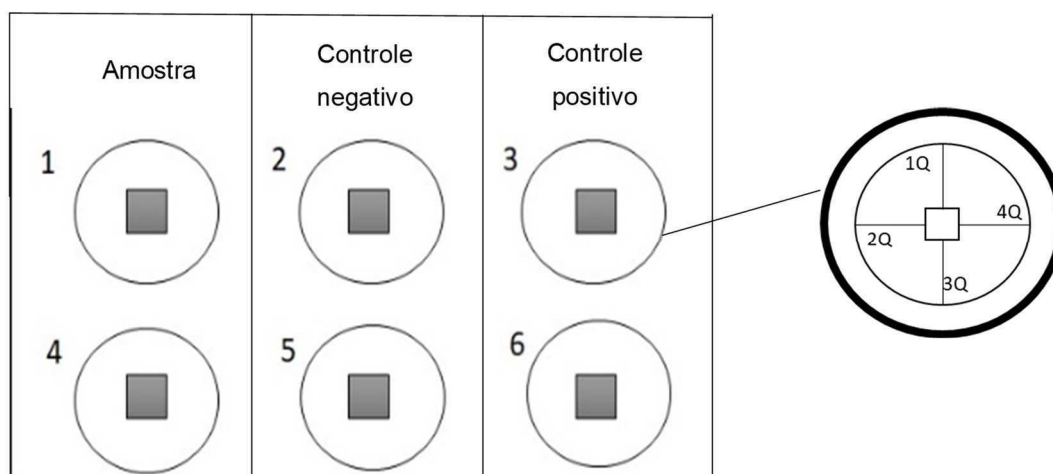 Amostra
Controle
negativo
Controle
positivo
1
2
3
4
5
6
1Q
4Q
2Q
3Q